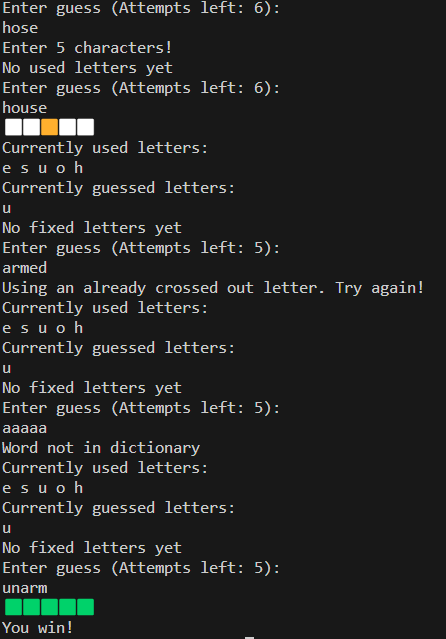 Enter guess (Attempts left: 6):
hose
Enter 5 characters!
No used letters yet
Enter guess (Attempts left: 6):
house
⬜⬜🟧⬜⬜
Currently used letters:
e s u o h
Currently guessed letters:
u
No fixed letters yet
Enter guess (Attempts left: 5):
armed
Using an already crossed out letter. Try again!
Currently used letters:
e s u o h
Currently guessed letters:
u
No fixed letters yet
Enter guess (Attempts left: 5):
aaaaa
Word not in dictionary
Currently used letters:
e s u o h
Currently guessed letters:
u
No fixed letters yet
Enter guess (Attempts left: 5):
unarm
🟩🟩🟩🟩🟩
You win!